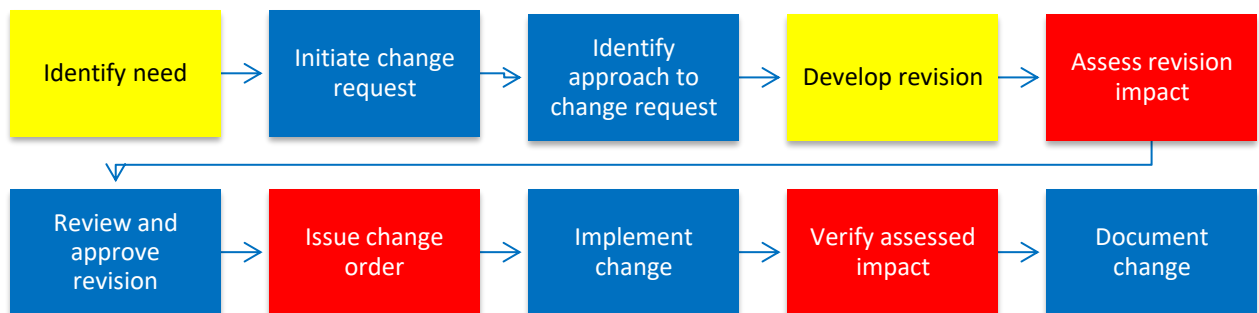 Identify need
Initiate change
request
Identify
approach to
change request
Develop revision
Assess revision
impact
Review and
approve
revision
Issue change
order
Implement
change
Verify assessed
impact
Document
change